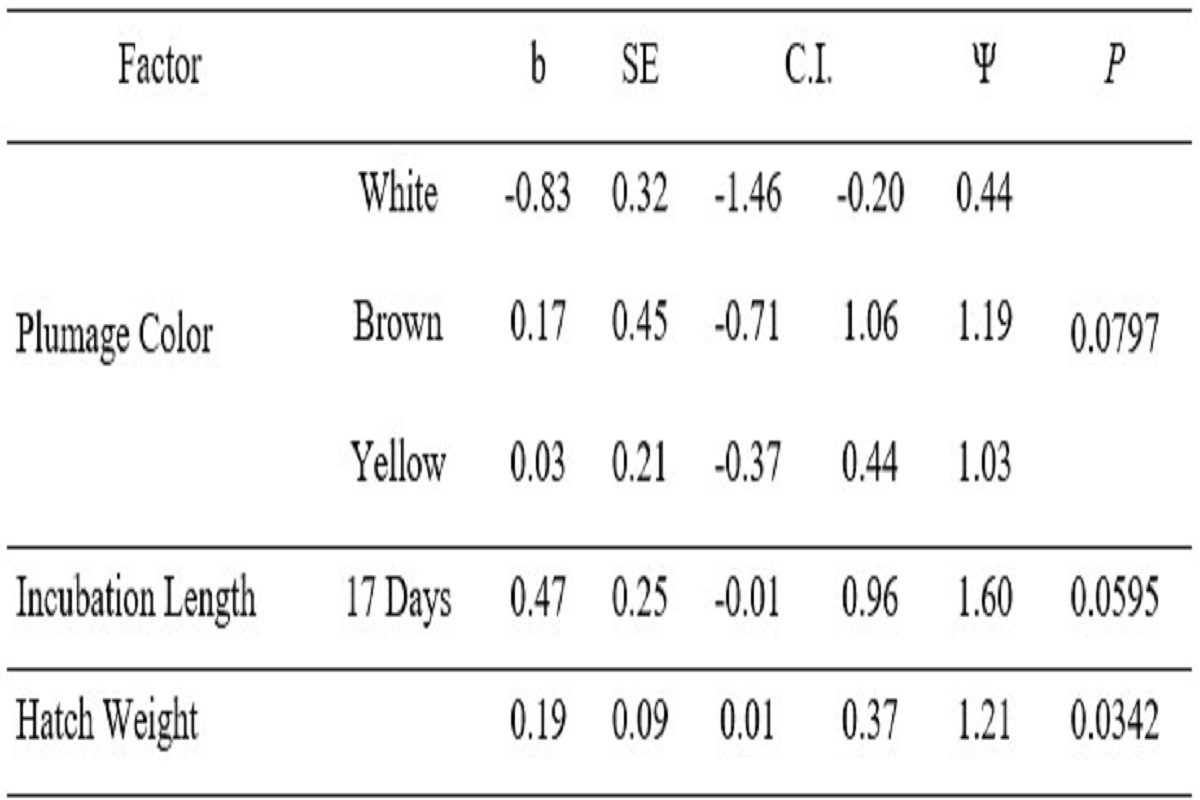 Factor b SE C.I. Ψ P
White -0.83 0.32 -1.46 -0.20 0.44
Plumage Color Brown 0.17 0.45 -0.71 1.06 1.19 0.0797
Yellow 0.03 0.21 -0.37 0.44 1.03
Incubation Length 17 Days 0.47 0.25 -0.01 0.96 1.60 0.0595
Hatch Weight 0.19 0.09 0.01 0.37 1.21 0.0342